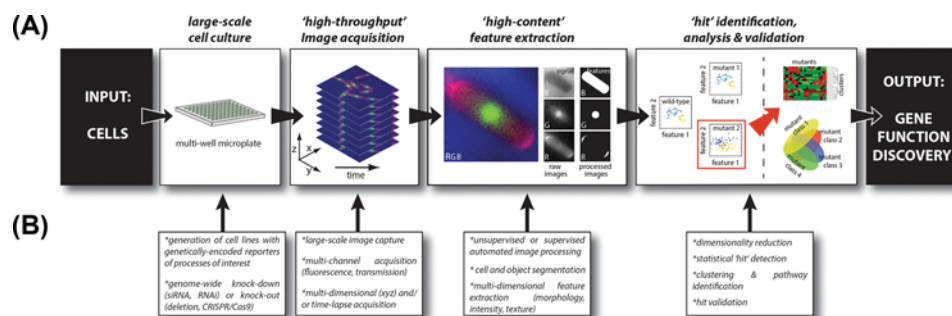 (A)
large-scale
cell culture
'high-throughput'
Image acquisition
'high-content'
feature extraction
'hit' identification,
analysis & validation
INPUT:
CELLS
multi-well microplate
z
x
y
time
RGB
signal
features
B
B
G
G
R
R
raw
images
processed
images
feature 2
wild-type
feature 1
feature 2
mutant 1
feature 1
feature 2
mutant 2
feature 1
mutants
clusters
mutant
class 1
mutant
class 2
mutant
class 3
mutant
class 4
OUTPUT:
GENE
FUNCTION
DISCOVERY
(B)
*generation of cell lines with
genetically-encoded reporters
of processes of interest
*genome-wide knock-down
(siRNA, RNAi) or knock-out
(deletion, CRISPR/Cas9)
*large-scale image capture
*multi-channel acquisition
(fluorescence, transmission)
*multi-dimensional (xyz) and/
or time-lapse acquisition
*unsupervised or supervised
automated image processing
*cell and object segmentation
*multi-dimensional feature
extraction (morphology,
intensity, texture)
*dimensionality reduction
*statistical 'hit' detection
*clustering & pathway
identification
*hit validation